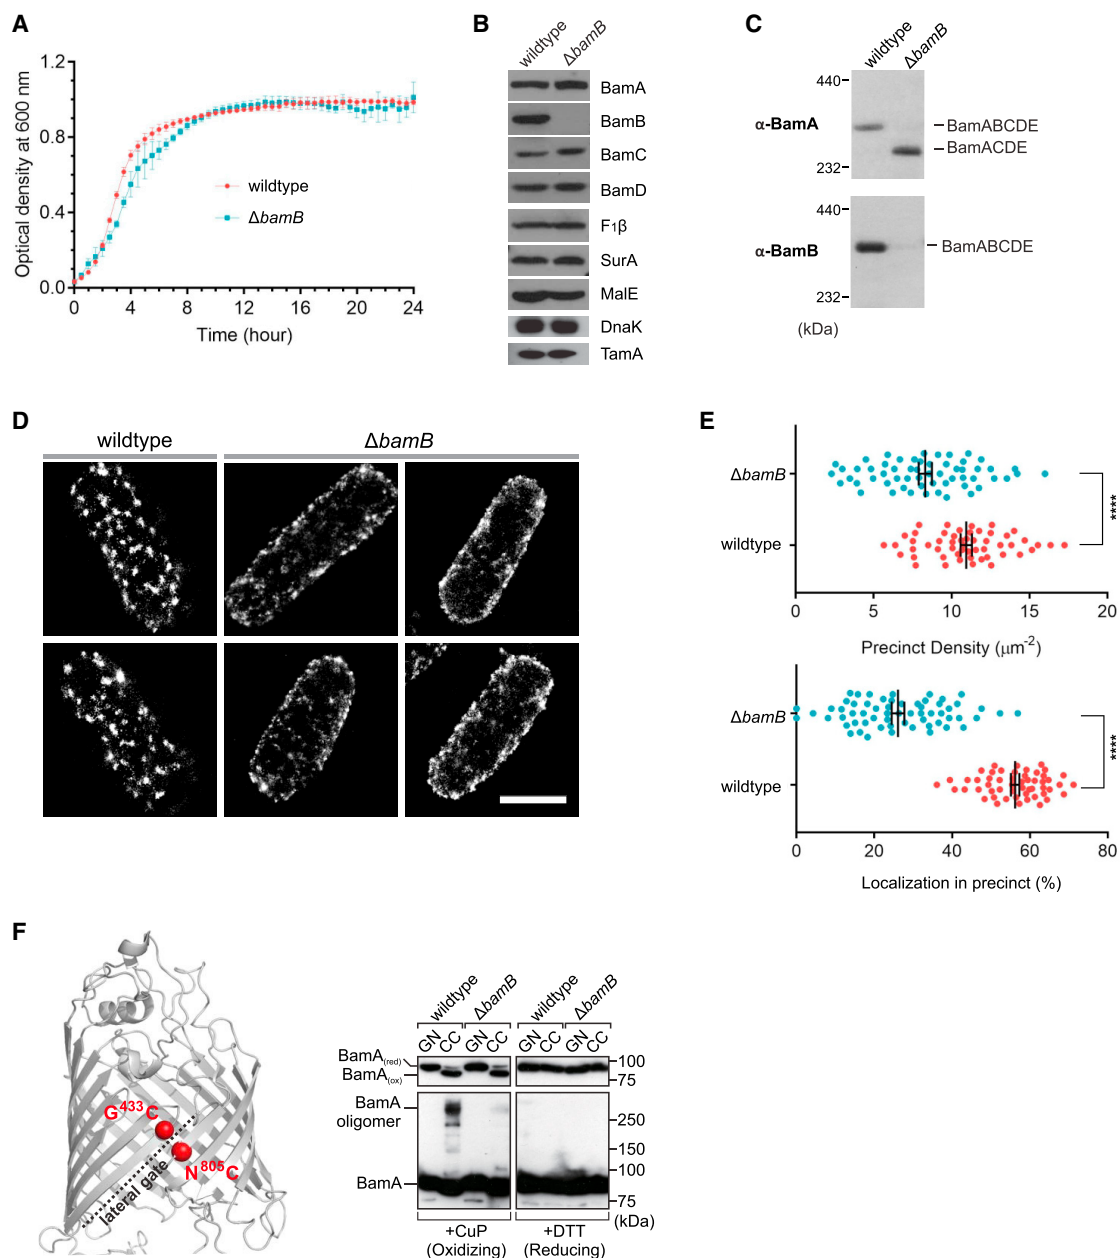 A
Optical density at 600 nm
1.2
0.8
0.4
0.0
0 4 8 12 16 20 24
Time (hour)
wildtype
ΔbamB
B
wildtype ΔbamB
BamA
BamB
BamC
BamD
F1β
SurA
MalE
DnaK
TamA
C
wildtype ΔbamB
α-BamA
440
232
BamABCDE
BamACDE
α-BamB
440
232
BamABCDE
(kDa)
D
wildtype ΔbamB
E
ΔbamB
wildtype
****
0 5 10 15 20
Precinct Density (μm-2)
ΔbamB
wildtype
****
0 20 40 60 80
Localization in precinct (%)
F
G433C
N805C
lateral gate
wildtype ΔbamB wildtype ΔbamB
GN CC GN CC GN CC GN CC
BamA(red)
BamA(ox)
100
75
BamA
oligomer
BamA
250
150
100
75
(kDa)
+CuP
(Oxidizing)
+DTT
(Reducing)